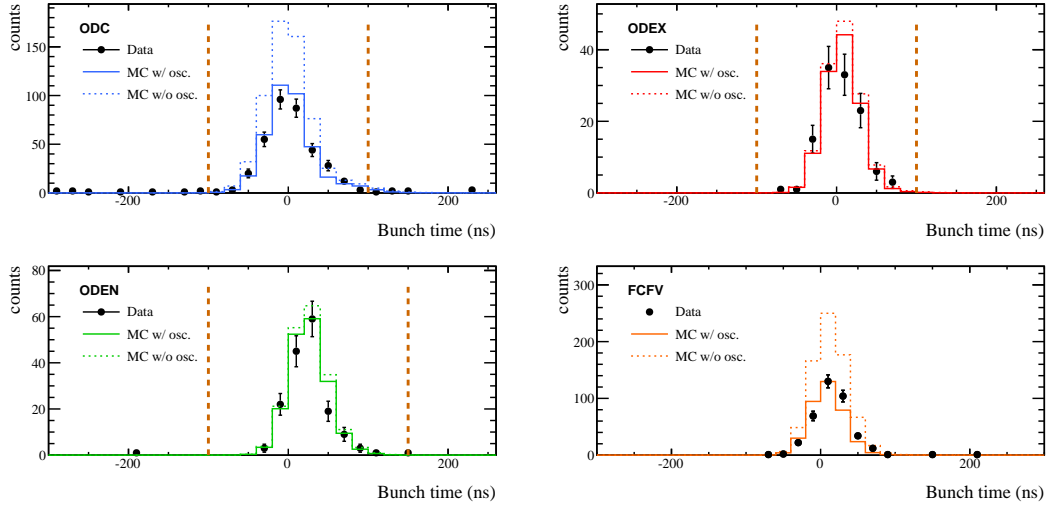 counts
ODC
Data
MC w/ osc.
MC w/o osc.
150
100
50
0
-200
0
200
Bunch time (ns)
counts
ODEX
Data
MC w/ osc.
MC w/o osc.
40
20
0
-200
0
200
Bunch time (ns)
counts
ODEN
Data
MC w/ osc.
MC w/o osc.
80
60
40
20
0
-200
0
200
Bunch time (ns)
counts
FCFV
Data
MC w/ osc.
MC w/o osc.
300
200
100
0
-200
0
200
Bunch time (ns)